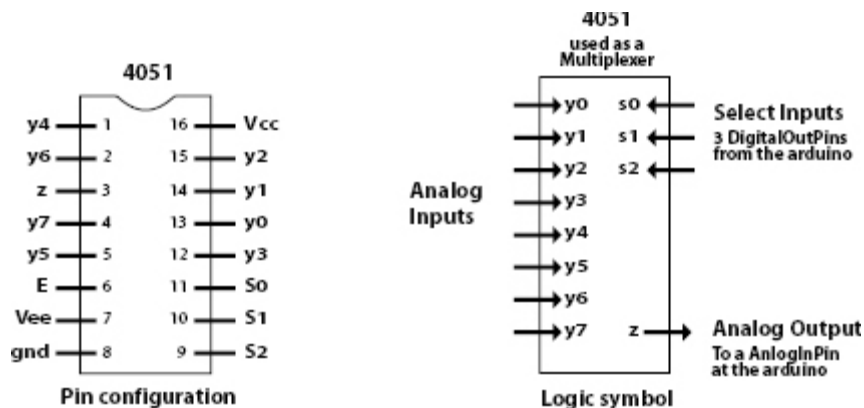 4051
y4 1 16 Vcc
y6 2 15 y2
z 3 14 y1
y7 4 13 y0
y5 5 12 y3
E 6 11 S0
Vee 7 10 S1
gnd 8 9 S2
Pin configuration
4051
used as a
Multiplexer
Analog
Inputs
y0 s0
y1 s1
y2 s2
y3
y4
y5
y6
y7 z
Select Inputs
3 DigitalOutPins
from the arduino
Analog Output
To a AnlogInPin
at the arduino
Logic symbol